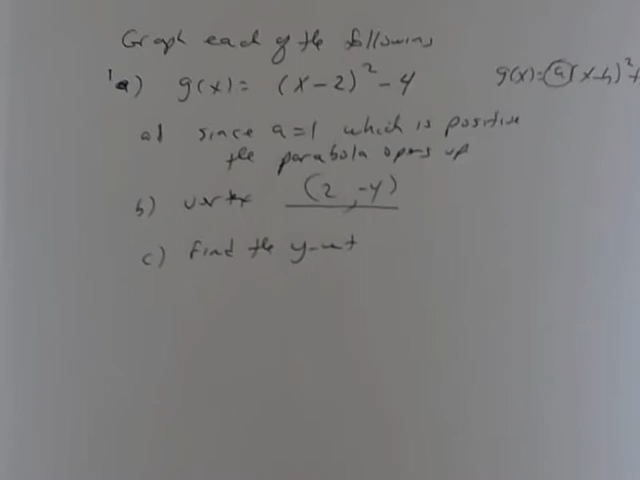 Graph each of the following
1a) g(x) = (x-2)² - 4
g(x) = a(x-h)² +
a) since a=1 which is positive
the parabola opens up
b) vertex (2, -4)
c) Find the y-int